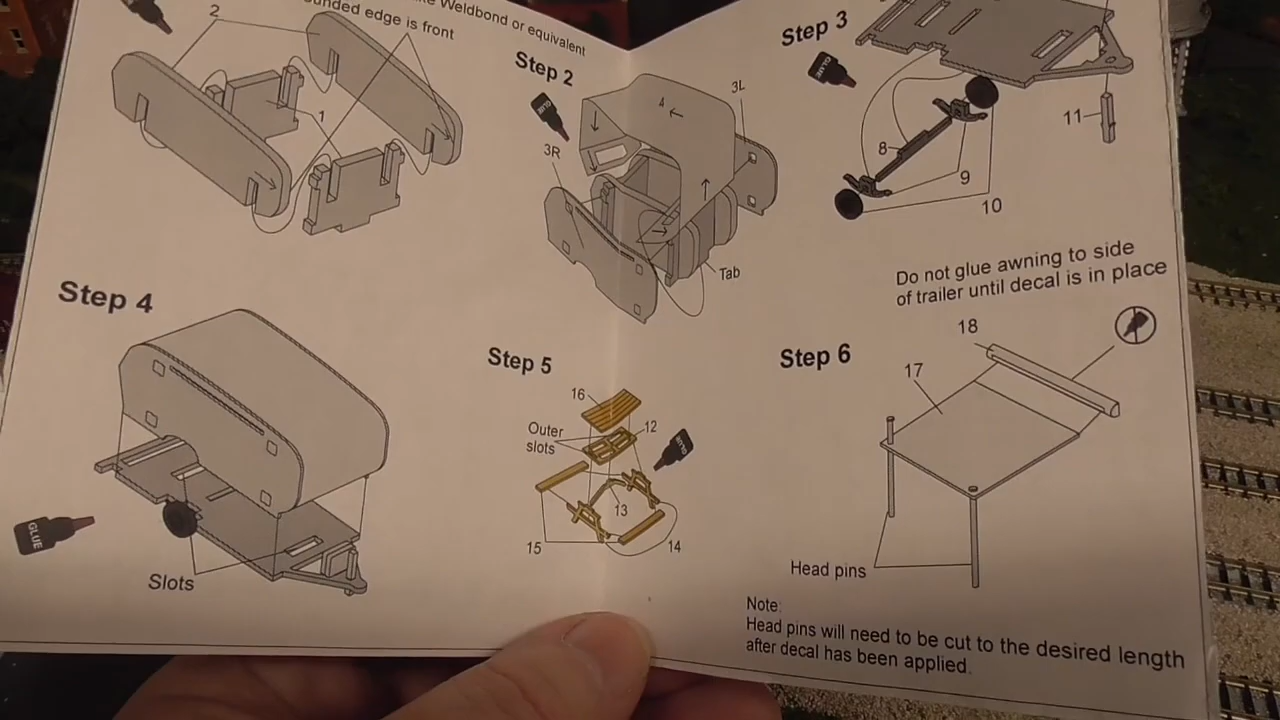 Weldbond or equivalent
edge is front
2
1
Step 2
GLUE
3R
A
3L
Tab
Step 3
GLUE
11
8
9
10
Step 4
GLUE
Slots
Step 5
16
Outer
slots
12
GLUE
13
15
14
Do not glue awning to side
of trailer until decal is in place
Step 6
18
17
Head pins
Note:
Head pins will need to be cut to the desired length
after decal has been applied.